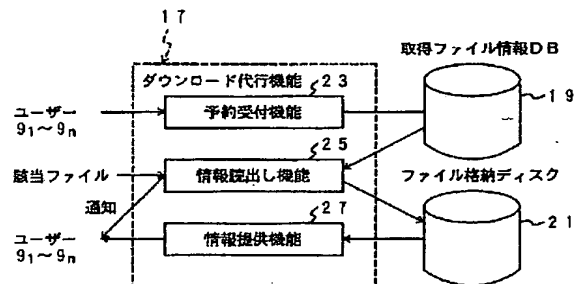 17
取得ファイル情報DB
ダウンロード代行機能
23
ユーザー
9₁～9ₙ
予約受付機能
19
25
該当ファイル
情報読出し機能
ファイル格納ディスク
通知
27
ユーザー
9₁～9ₙ
情報提供機能
21